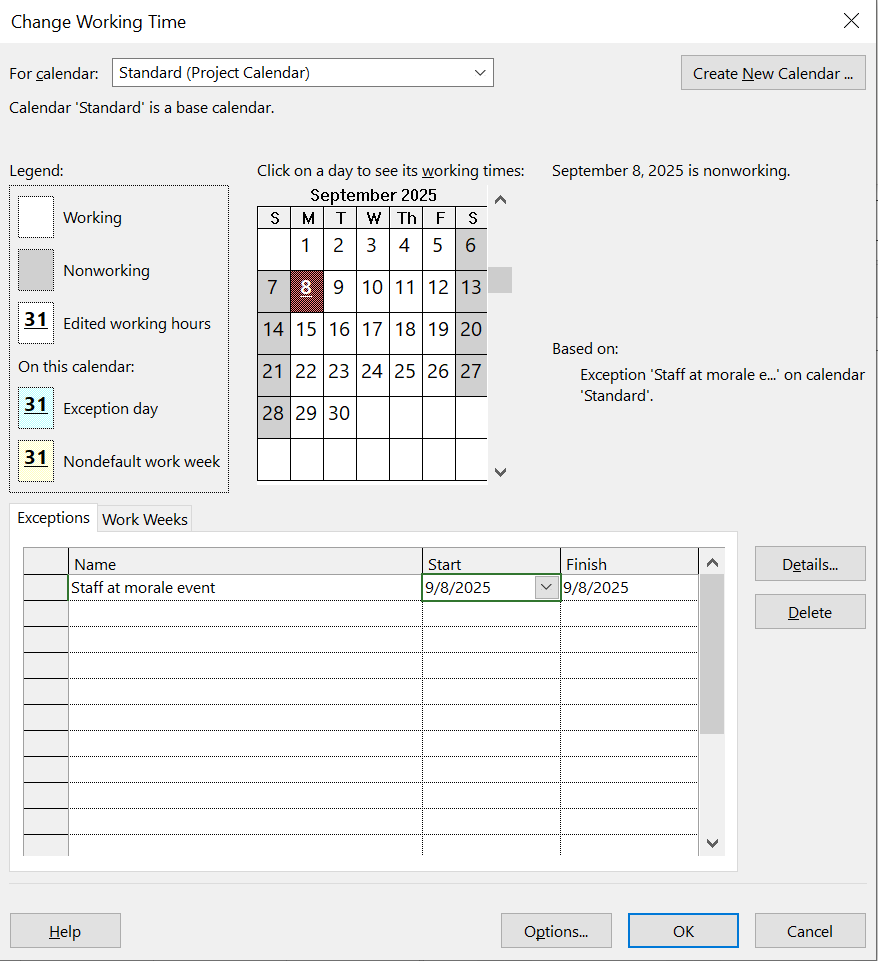 Change Working Time
For calendar: Standard (Project Calendar) Create New Calendar ...
Calendar 'Standard' is a base calendar.
Legend:
Working
Nonworking
31 Edited working hours
On this calendar:
31 Exception day
31 Nondefault work week
Click on a day to see its working times:
September 2025
S M T W Th F S
1 2 3 4 5 6
7 8 9 10 11 12 13
14 15 16 17 18 19 20
21 22 23 24 25 26 27
28 29 30
September 8, 2025 is nonworking.
Based on:
Exception 'Staff at morale e...' on calendar
'Standard'.
Exceptions Work Weeks
Name Start Finish
Staff at morale event 9/8/2025 9/8/2025
Details...
Delete
Help Options... OK Cancel